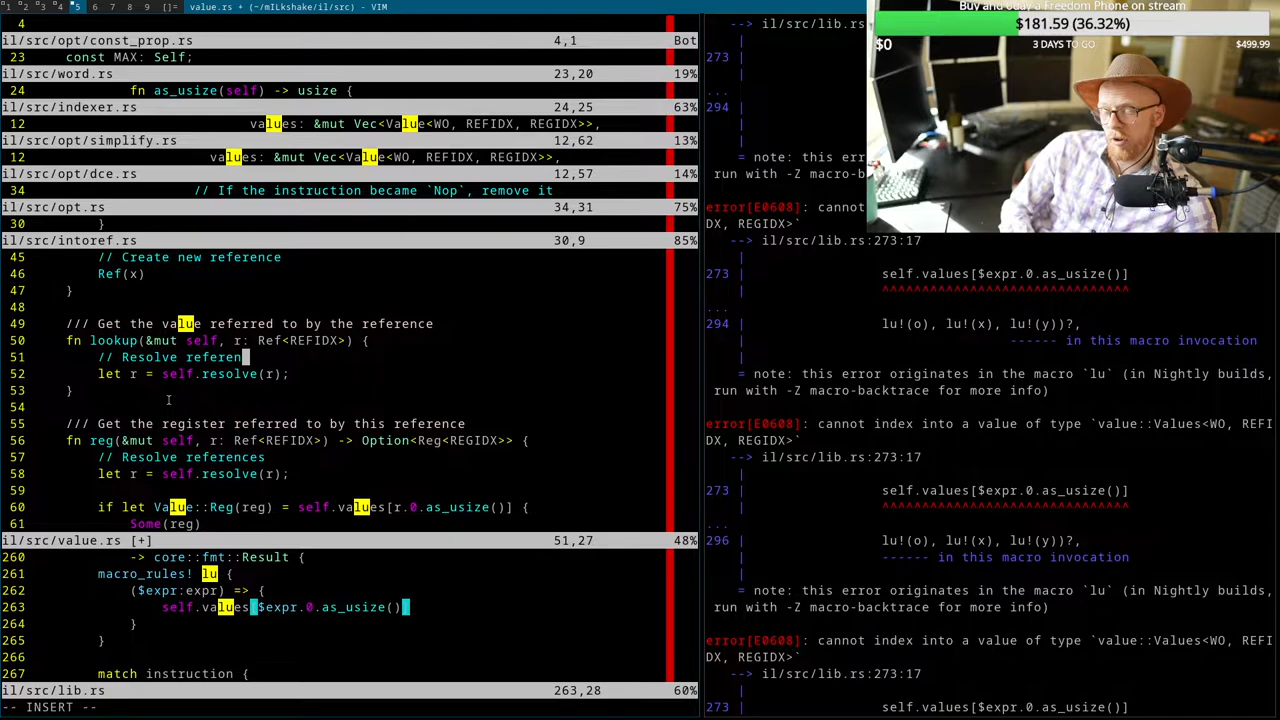 1 2 3 4 5 6 7 8 9 []= value.rs + (~/mILkshake/il/src) - VIM
4
il/src/opt/const_prop.rs 4,1 Bot
23 const MAX: Self;
il/src/word.rs 23,20 19%
24 fn as_usize(self) -> usize {
il/src/indexer.rs 24,25 63%
12 values: &mut Vec<Value<WO, REFIDX, REGIDX>>,
il/src/opt/simplify.rs 12,62 13%
12 values: &mut Vec<Value<WO, REFIDX, REGIDX>>,
il/src/opt/dce.rs 12,57 14%
34 // If the instruction became `Nop`, remove it
il/src/opt.rs 34,31 75%
30 }
il/src/intoref.rs 30,9 85%
45 // Create new reference
46 Ref(x)
47 }
48
49 /// Get the value referred to by the reference
50 fn lookup(&mut self, r: Ref<REFIDX>) {
51 // Resolve referen
52 let r = self.resolve(r);
53 }
54
55 /// Get the register referred to by this reference
56 fn reg(&mut self, r: Ref<REFIDX>) -> Option<Reg<REGIDX>> {
57 // Resolve references
58 let r = self.resolve(r);
59
60 if let Value::Reg(reg) = self.values[r.0.as_usize()] {
61 Some(reg)
il/src/value.rs [+] 51,27 48%
260 -> core::fmt::Result {
261 macro_rules! lu {
262 ($expr:expr) => {
263 self.values[$expr.0.as_usize()]
264 }
265 }
266
267 match instruction {
il/src/lib.rs 263,28 60%
-- INSERT --
--> il/src/lib.rs:
|
273 |
...
294 |
|
= note: this error
run with -Z macro-b
error[E0608]: cannot
DX, REGIDX>`
--> il/src/lib.rs:273:17
|
273 | self.values[$expr.0.as_usize()]
| ^^^^^^^^^^^^^^^^^^^^^^^^^^^^^^^
...
294 | lu!(o), lu!(x), lu!(y))?,
| ------ in this macro invocation
|
= note: this error originates in the macro `lu` (in Nightly builds,
run with -Z macro-backtrace for more info)
error[E0608]: cannot index into a value of type `value::Values<WO, REFI
DX, REGIDX>`
--> il/src/lib.rs:273:17
|
273 | self.values[$expr.0.as_usize()]
| ^^^^^^^^^^^^^^^^^^^^^^^^^^^^^^^
...
296 | lu!(o), lu!(x), lu!(y))?,
| ------ in this macro invocation
|
= note: this error originates in the macro `lu` (in Nightly builds,
run with -Z macro-backtrace for more info)
error[E0608]: cannot index into a value of type `value::Values<WO, REFI
DX, REGIDX>`
--> il/src/lib.rs:273:17
|
273 | self.values[$expr.0.as_usize()]
Buy and 0day a Freedom Phone on stream
$181.59 (36.32%)
$0 3 DAYS TO GO $499.99